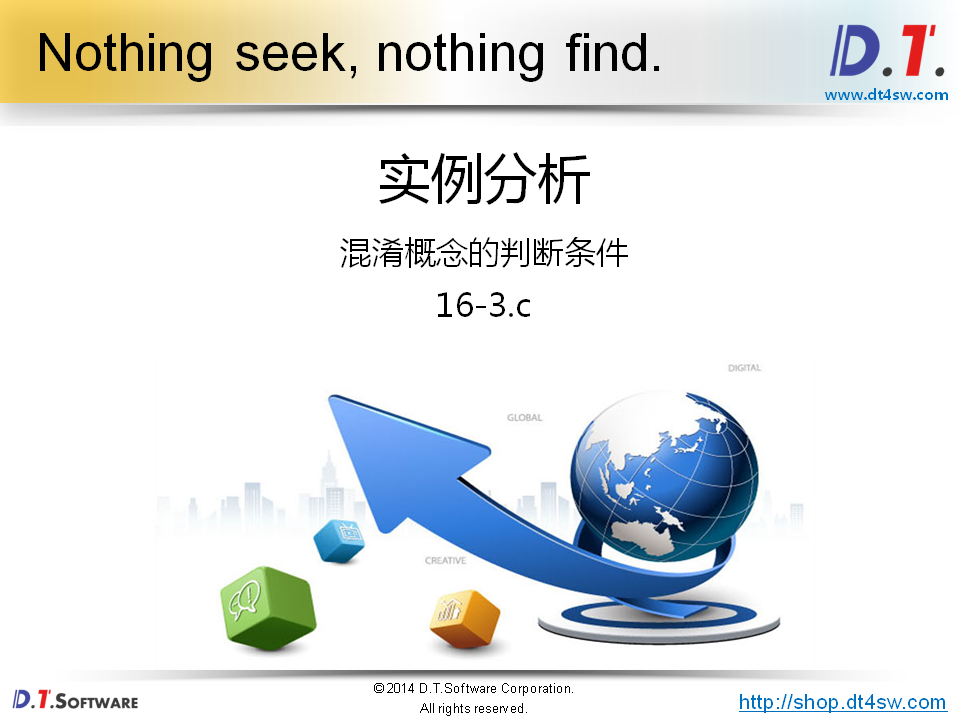 Nothing seek, nothing find.
D.T.
www.dt4sw.com
实例分析
混淆概念的判断条件
16-3.c
DIGITAL
GLOBAL
CREATIVE
D.T.SOFTWARE
©2014 D.T.Software Corporation.
All rights reserved.
http://shop.dt4sw.com